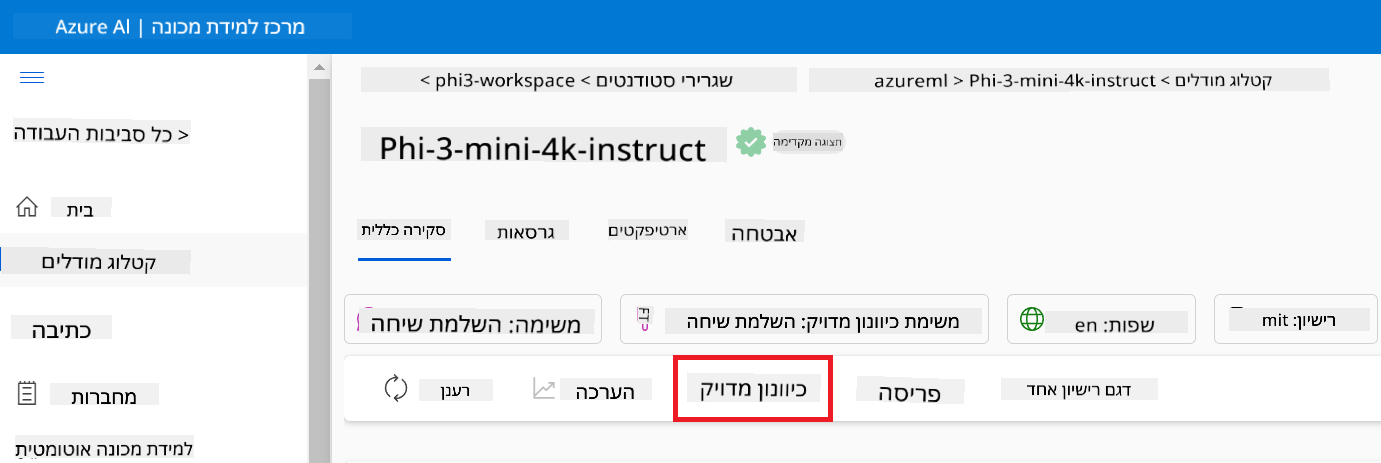 Azure AI | מרכז למידת מכונה
< כל סביבות העבודה
בית
קטלוג מודלים
כתיבה
מחברות
למידת מכונה אוטומטית
שגרירי סטודנטים > phi3-workspace >
קטלוג מודלים > azureml > Phi-3-mini-4k-instruct
Phi-3-mini-4k-instruct
תצוגה מקדימה
סקירה כללית
גרסאות
ארטיפקטים
אבטחה
משימה: השלמת שיחה
FT
משימת כיוונון מדויק: השלמת שיחה
שפות: en
רישיון: mit
רענן
הערכה
כיוונון מדויק
פריסה
דגם רישיון אחד